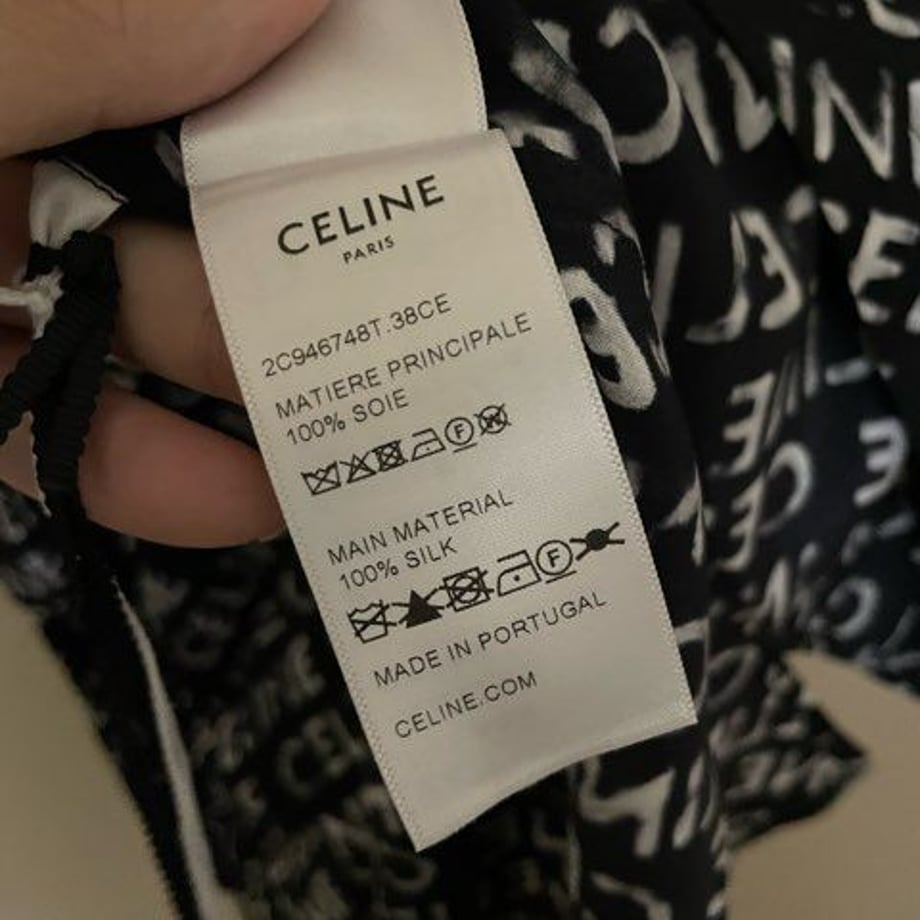 CELINE
PARIS
2C946748T.38CE
MATIERE PRINCIPALE
100% SOIE
F W
MAIN MATERIAL
100% SILK
F
MADE IN PORTUGAL
CELINE.COM